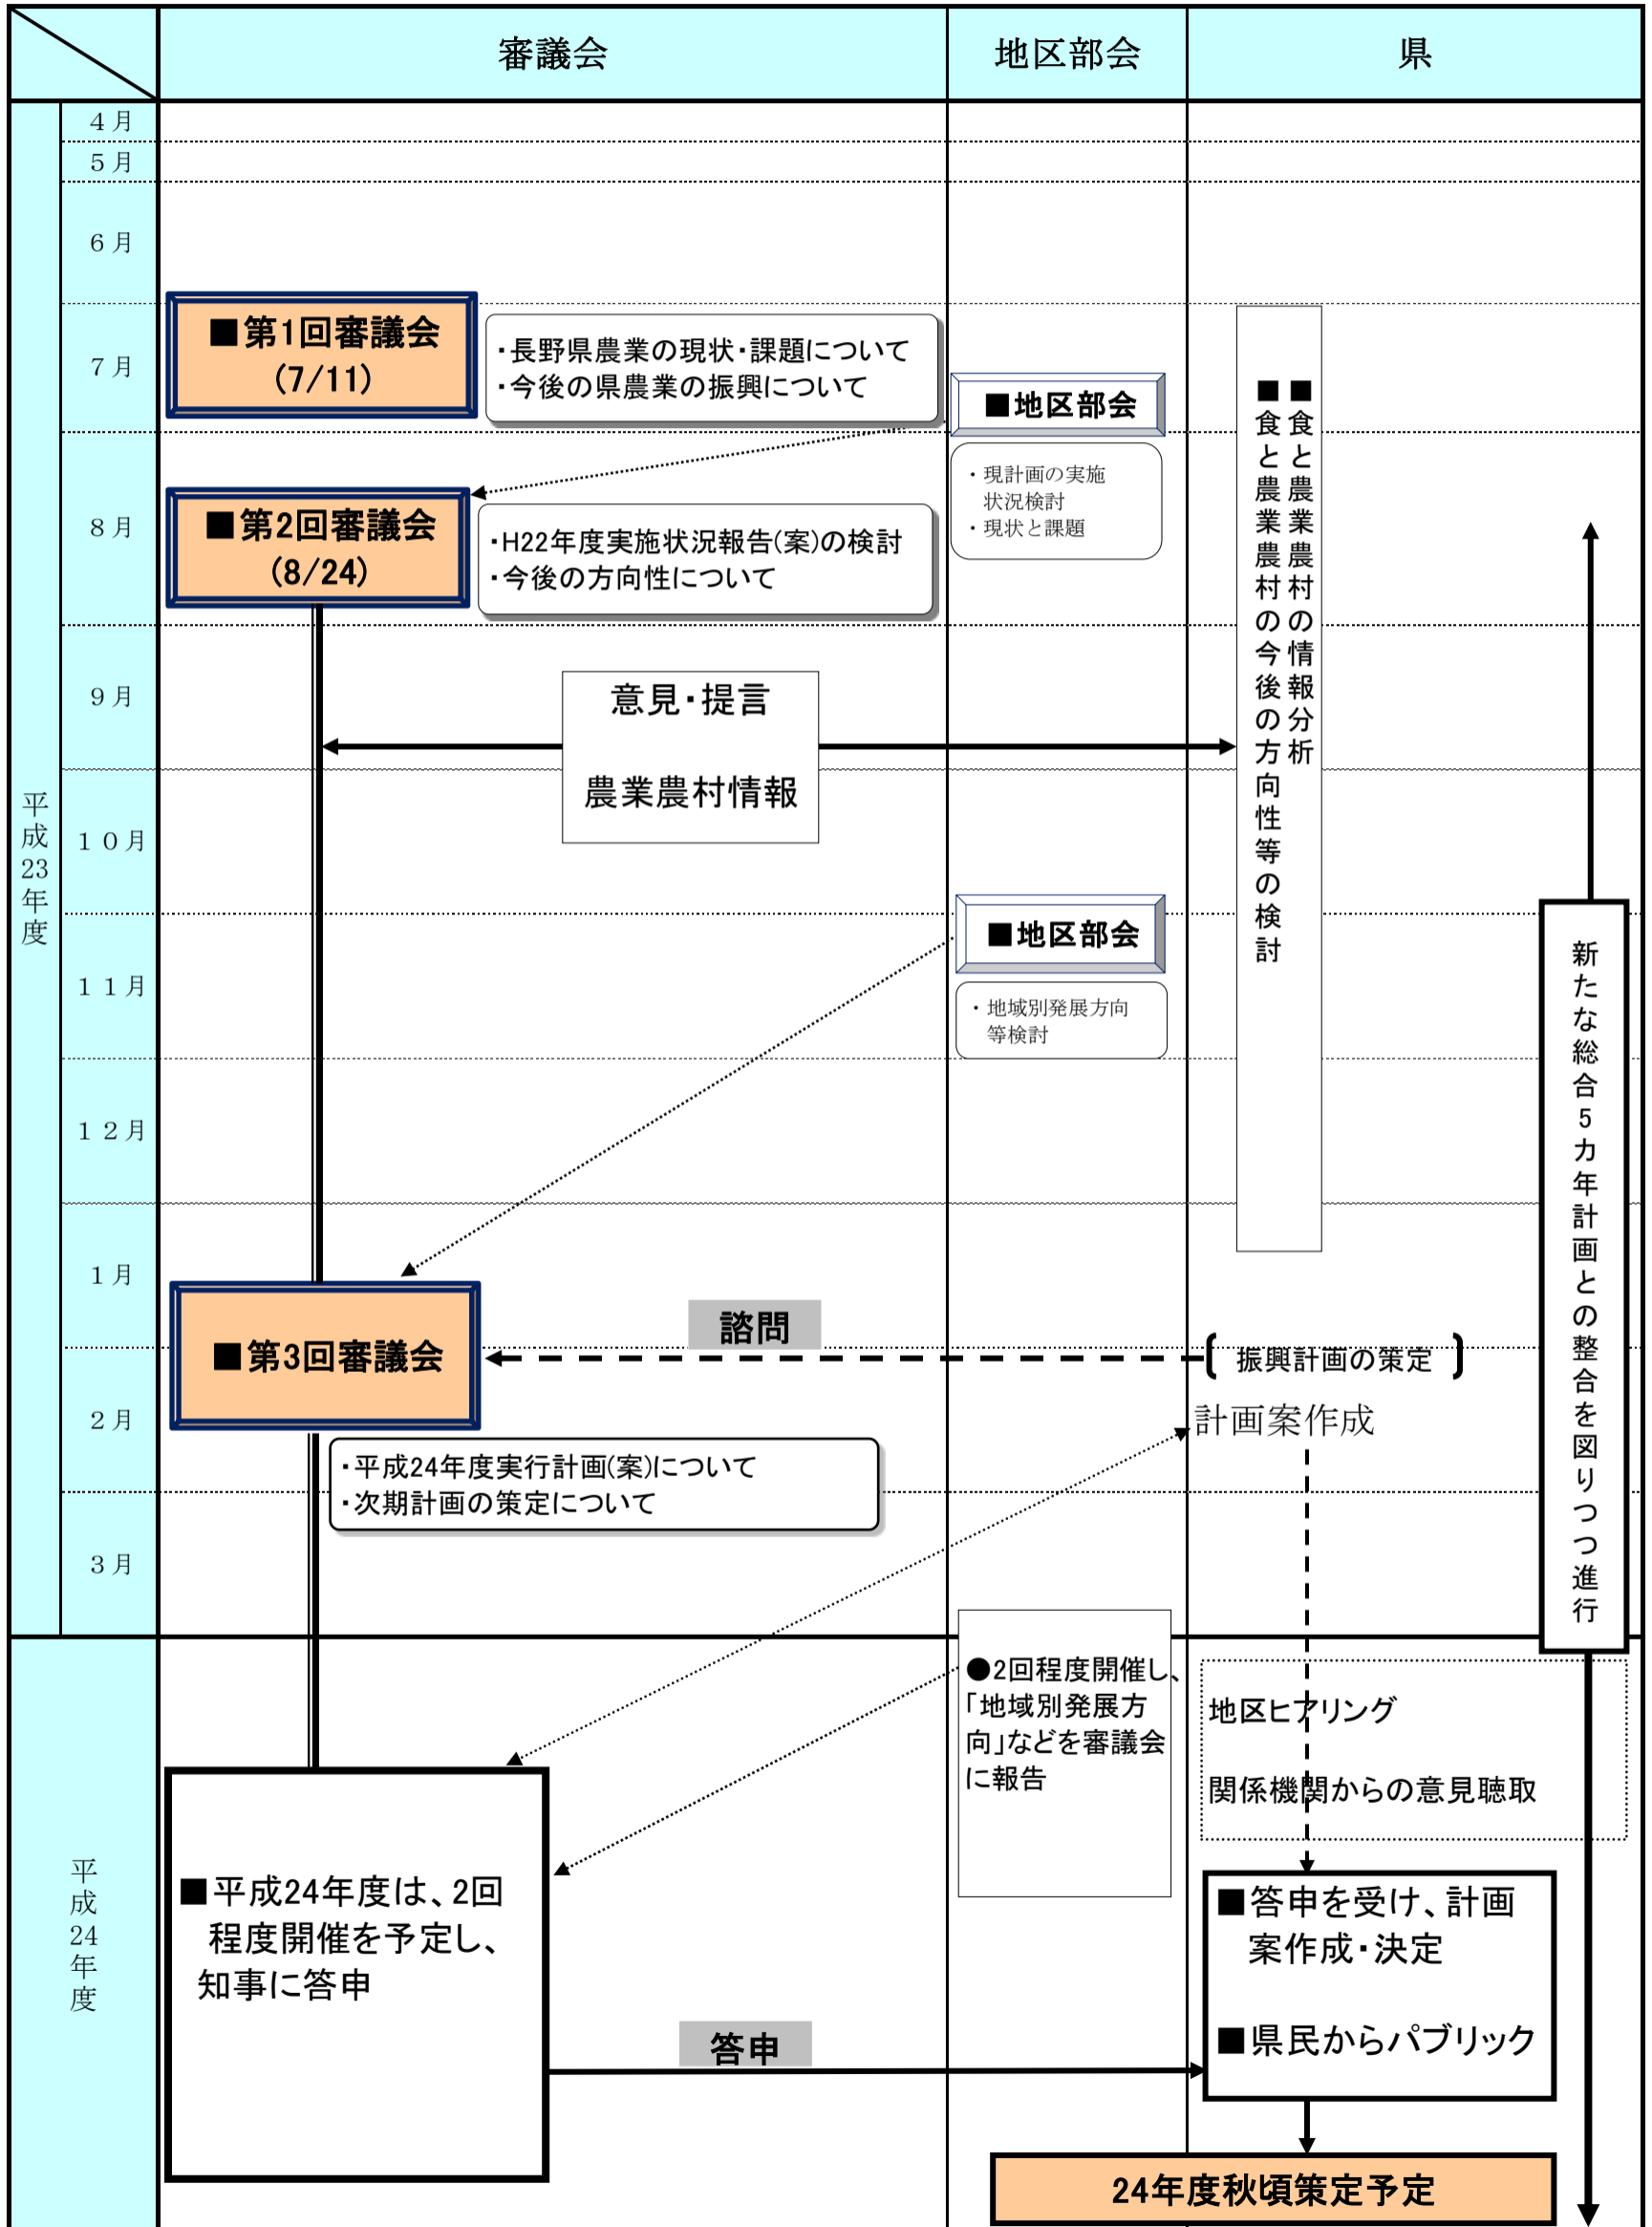 審議会
地区部会
県
平成23年度
４月
５月
６月
７月
８月
９月
１０月
１１月
１２月
１月
２月
３月
■第1回審議会
(7/11)
・長野県農業の現状・課題について
・今後の県農業の振興について
■地区部会
・現計画の実施
状況検討
・現状と課題
■第2回審議会
(8/24)
・H22年度実施状況報告(案)の検討
・今後の方向性について
■食と農業農村の情報分析
■食と農業農村の今後の方向性等の検討
意見・提言
農業農村情報
■地区部会
・地域別発展方向
等検討
新たな総合5カ年計画との整合を図りつつ進行
■第3回審議会
諮問
振興計画の策定
計画案作成
・平成24年度実行計画(案)について
・次期計画の策定について
平成24年度
●2回程度開催し、
「地域別発展方
向」などを審議会
に報告
地区ヒアリング
関係機関からの意見聴取
■平成24年度は、2回
程度開催を予定し、
知事に答申
■答申を受け、計画
案作成・決定
■県民からパブリック
答申
24年度秋頃策定予定